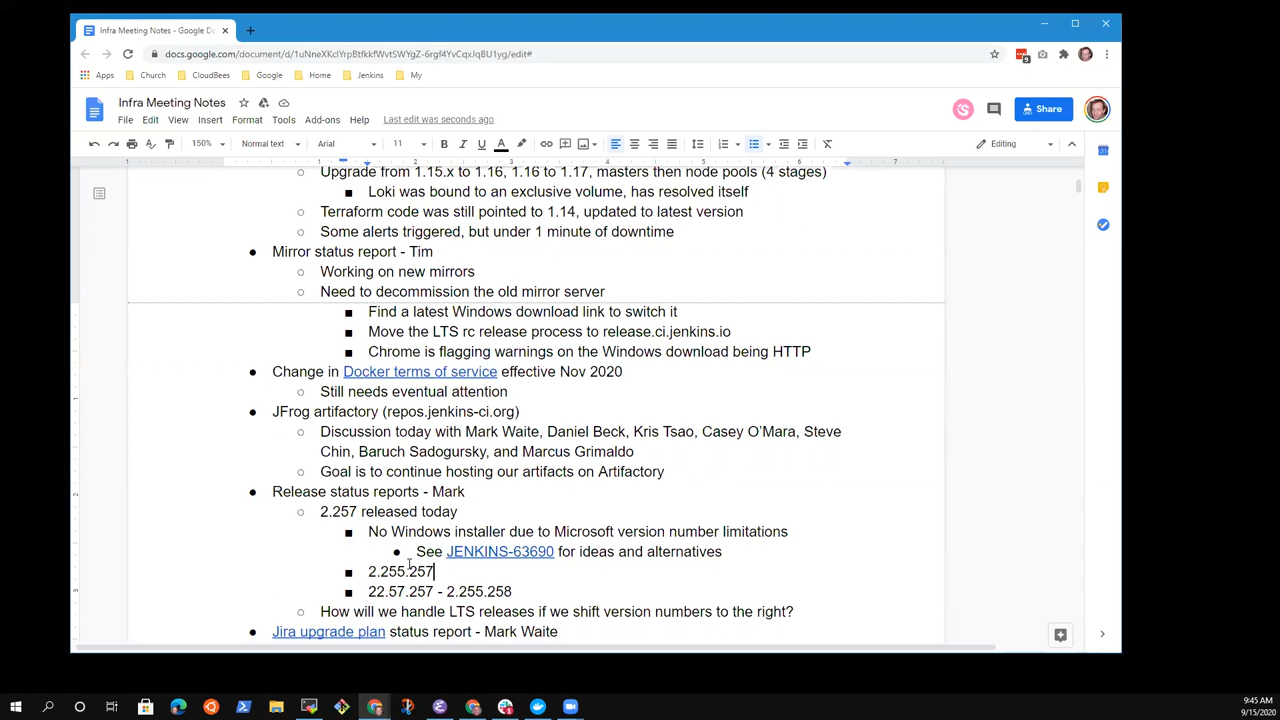 Infra Meeting Notes - Google Do
docs.google.com/document/d/1uNneXKclYrpBtfkkfWvtSWYgZ-6rgf4YvCqxJqBU1yg/edit#
9
Apps Church CloudBees Google Home Jenkins My
Infra Meeting Notes
File Edit View Insert Format Tools Add-ons Help Last edit was seconds ago
Share
150% Normal text Arial 11 B I U A Editing
1 1 2 3 4 5 6 7
Upgrade from 1.15.x to 1.16, 1.16 to 1.17, masters then node pools (4 stages)
Loki was bound to an exclusive volume, has resolved itself
Terraform code was still pointed to 1.14, updated to latest version
Some alerts triggered, but under 1 minute of downtime
Mirror status report - Tim
Working on new mirrors
Need to decommission the old mirror server
Find a latest Windows download link to switch it
Move the LTS rc release process to release.ci.jenkins.io
Chrome is flagging warnings on the Windows download being HTTP
Change in Docker terms of service effective Nov 2020
Still needs eventual attention
JFrog artifactory (repos.jenkins-ci.org)
Discussion today with Mark Waite, Daniel Beck, Kris Tsao, Casey O’Mara, Steve
Chin, Baruch Sadogursky, and Marcus Grimaldo
Goal is to continue hosting our artifacts on Artifactory
Release status reports - Mark
2.257 released today
No Windows installer due to Microsoft version number limitations
See JENKINS-63690 for ideas and alternatives
2.255.257
22.57.257 - 2.255.258
How will we handle LTS releases if we shift version numbers to the right?
Jira upgrade plan status report - Mark Waite
9:45 AM
9/15/2020